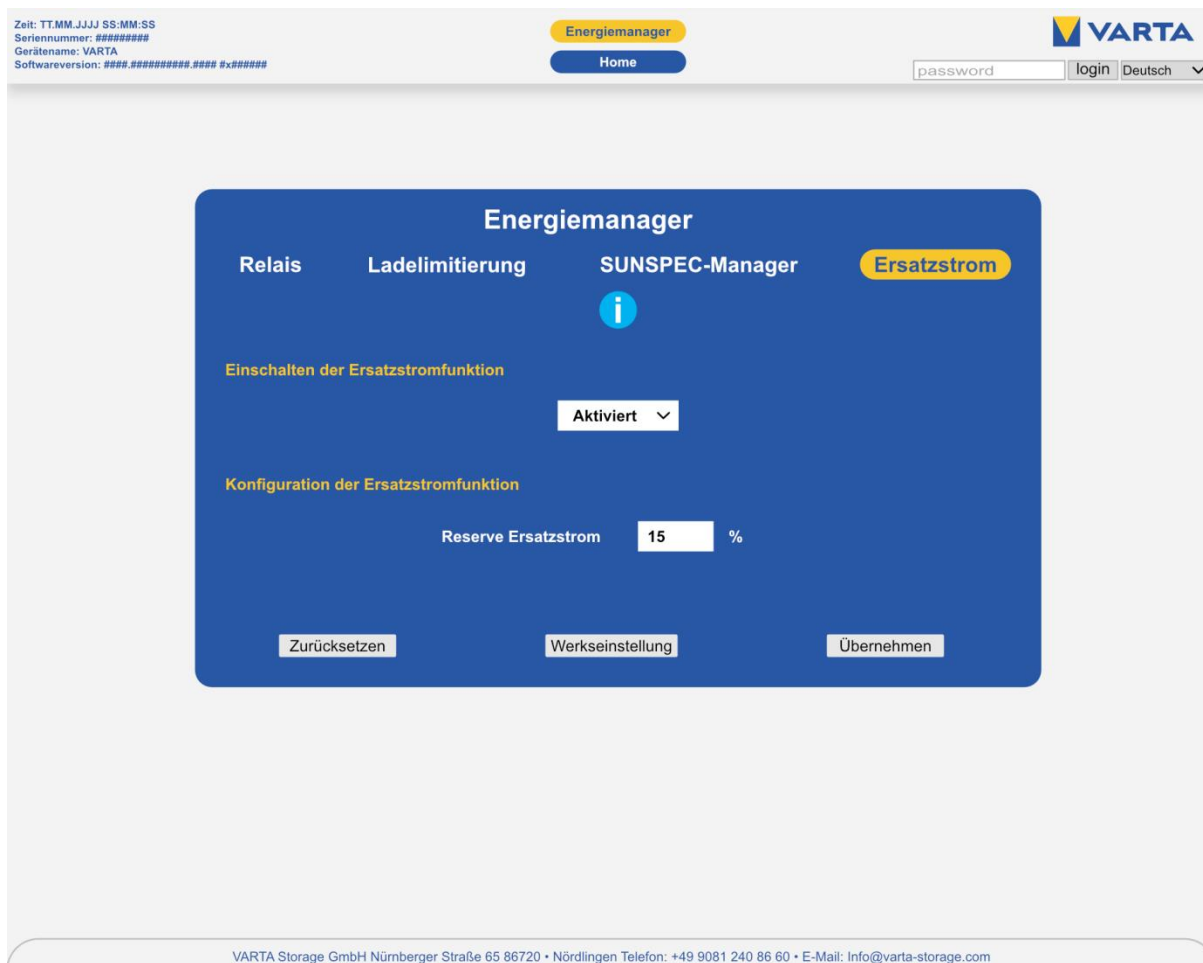 Zeit: TT.MM.JJJJ SS:MM:SS
Seriennummer: #########
Gerätename: VARTA
Softwareversion: ####.##########.#### #x######
Energiemanager
Home
VARTA
password
login
Deutsch
Energiemanager
Relais
Ladelimitierung
SUNSPEC-Manager
Ersatzstrom
i
Einschalten der Ersatzstromfunktion
Aktiviert
Konfiguration der Ersatzstromfunktion
Reserve Ersatzstrom 15 %
Zurücksetzen
Werkseinstellung
Übernehmen
VARTA Storage GmbH Nürnberger Straße 65 86720 • Nördlingen Telefon: +49 9081 240 86 60 • E-Mail: Info@varta-storage.com